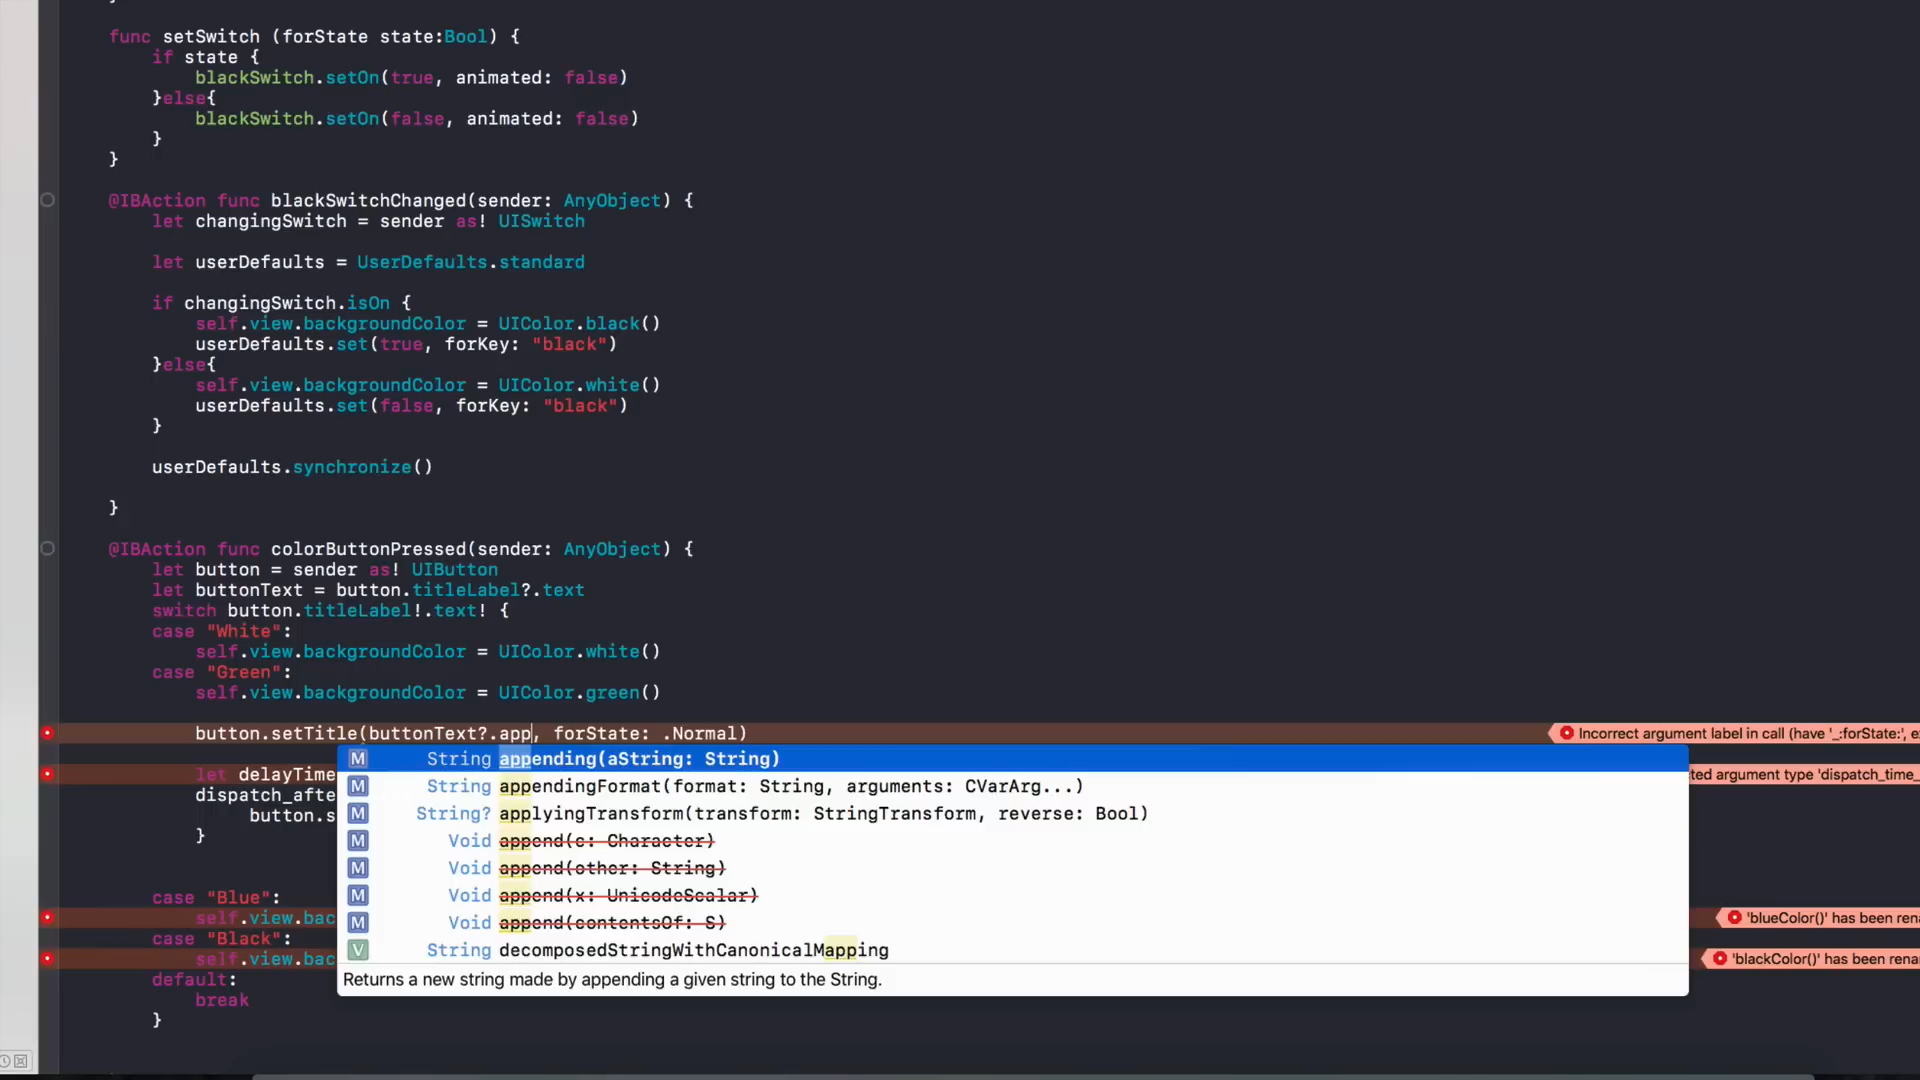 func setSwitch (forState state:Bool) {
if state {
blackSwitch.setOn(true, animated: false)
}else{
blackSwitch.setOn(false, animated: false)
}
}
@IBAction func blackSwitchChanged(sender: AnyObject) {
let changingSwitch = sender as! UISwitch
let userDefaults = UserDefaults.standard
if changingSwitch.isOn {
self.view.backgroundColor = UIColor.black()
userDefaults.set(true, forKey: "black")
}else{
self.view.backgroundColor = UIColor.white()
userDefaults.set(false, forKey: "black")
}
userDefaults.synchronize()
}
@IBAction func colorButtonPressed(sender: AnyObject) {
let button = sender as! UIButton
let buttonText = button.titleLabel?.text
switch button.titleLabel!.text! {
case "White":
self.view.backgroundColor = UIColor.white()
case "Green":
self.view.backgroundColor = UIColor.green()
button.setTitle(buttonText?.app, forState: .Normal) Incorrect argument label in call (have '_:forState:', e
M String appending(aString: String)
let delayTime ted argument type 'dispatch_time_
M String appendingFormat(format: String, arguments: CVarArg...)
dispatch_afte
M String? applyingTransform(transform: StringTransform, reverse: Bool)
button.s
}
M Void append(c: Character)
M Void append(other: String)
M Void append(x: UnicodeScalar)
case "Blue":
self.view.bac 'blueColor()' has been rena
M Void append(contentsOf: S)
case "Black":
V String decomposedStringWithCanonicalMapping
self.view.bac 'blackColor()' has been rena
default:
Returns a new string made by appending a given string to the String.
break
}